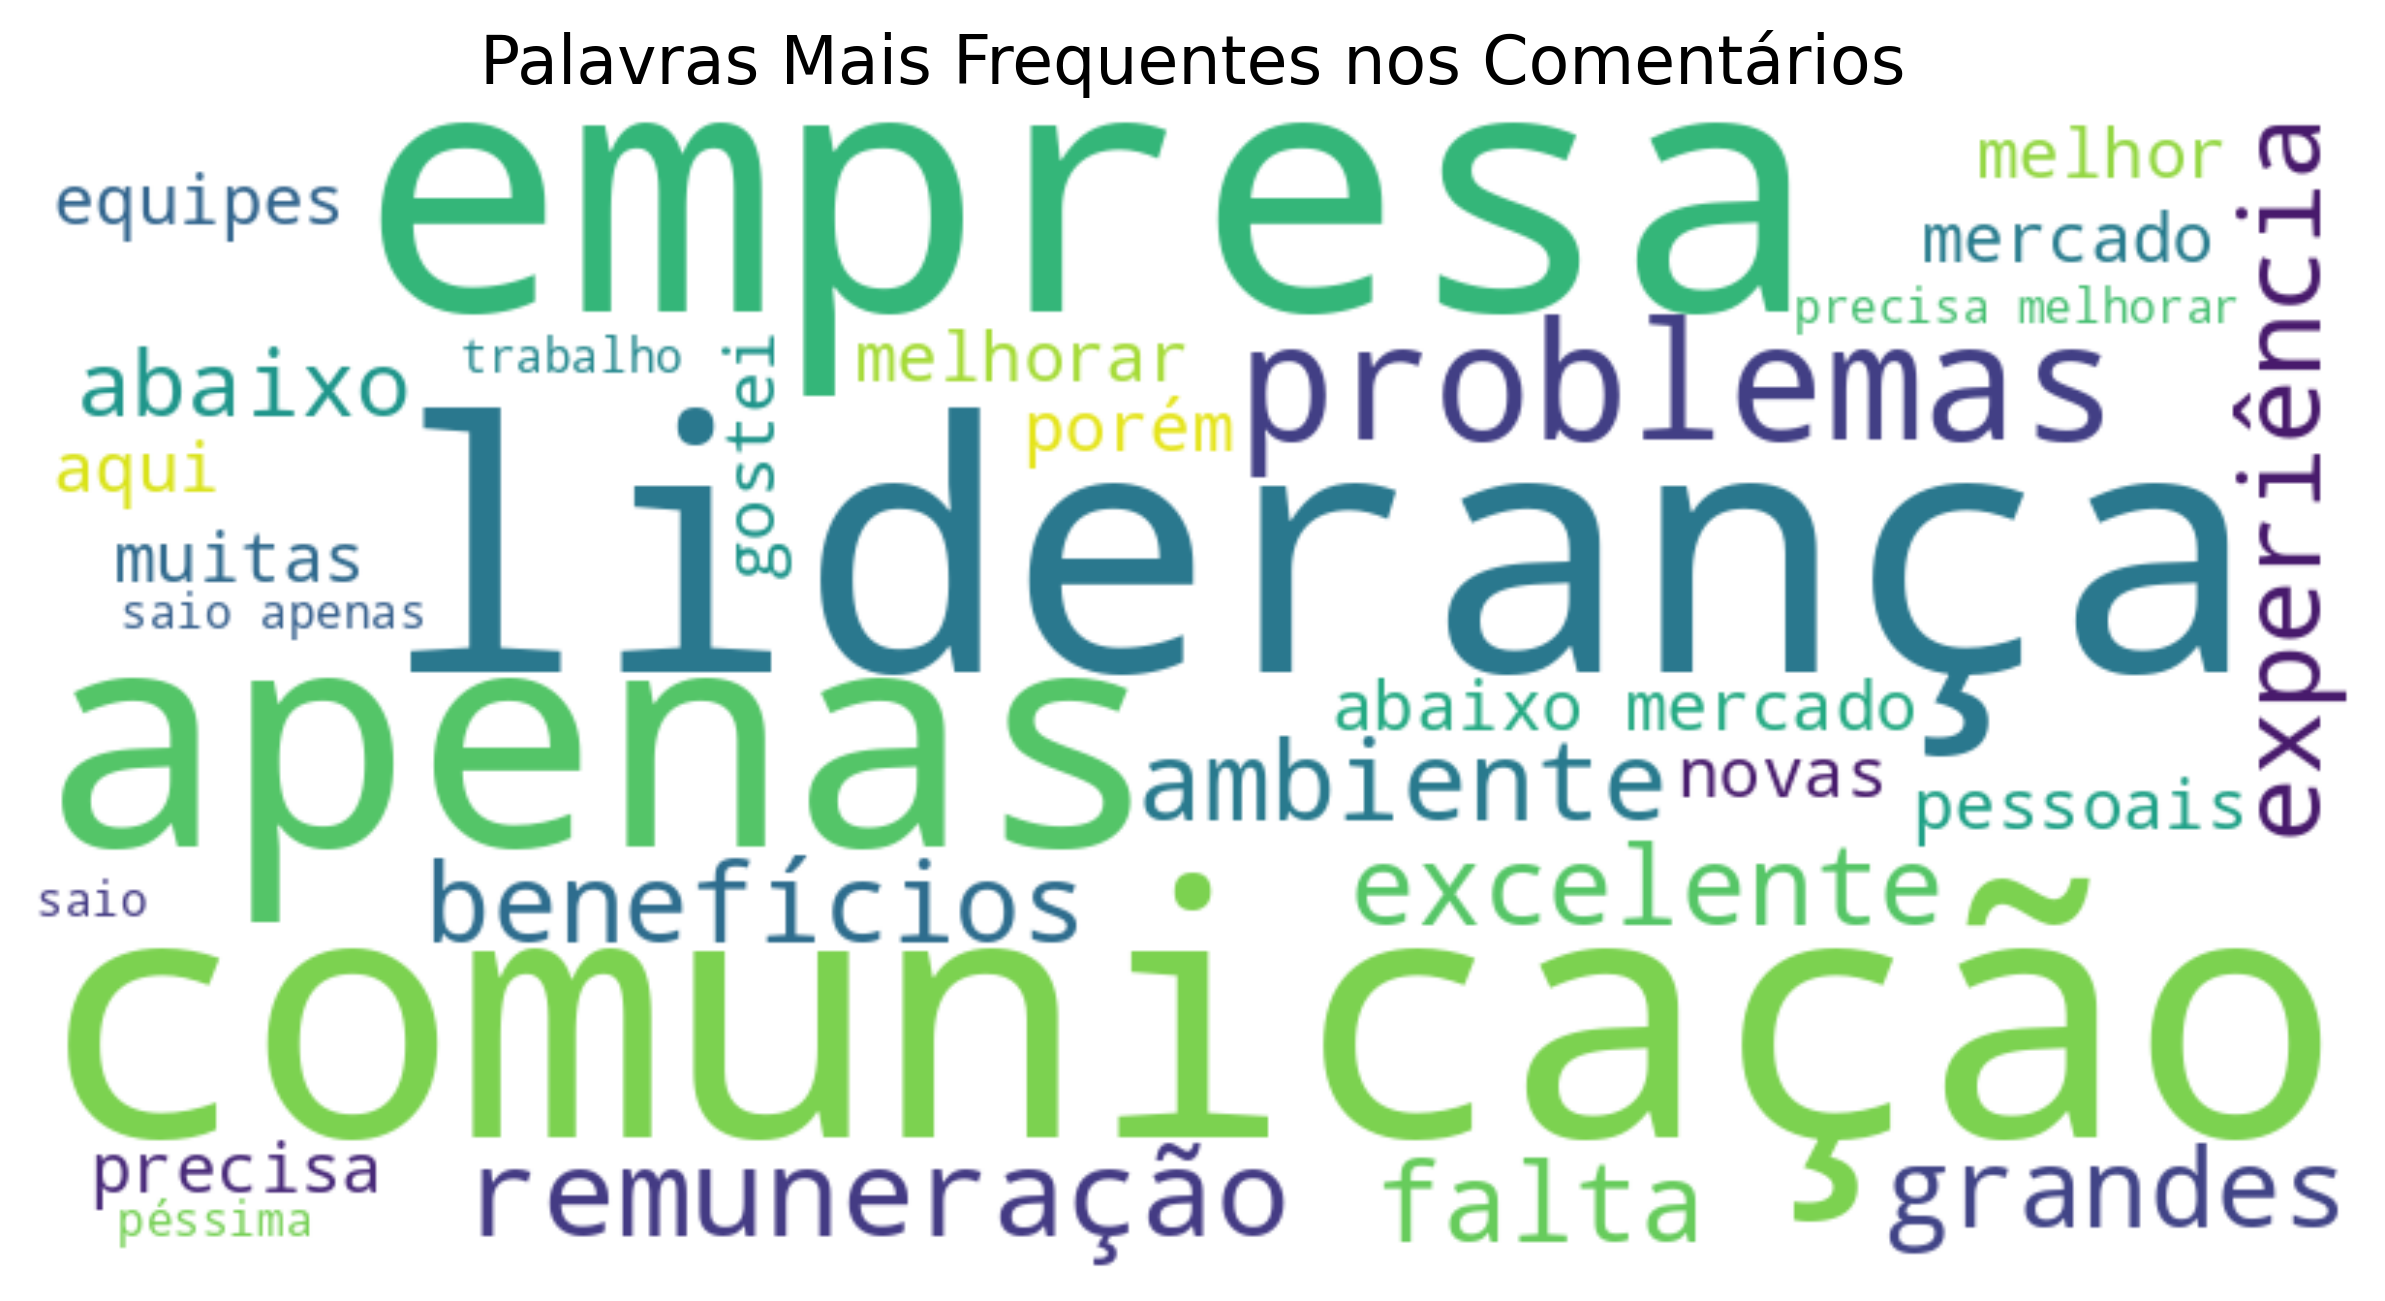 Palavras Mais Frequentes nos Comentários
empresa
melhor
equipes
mercado
experiência
precisa melhorar
trabalho
gostei
melhorar
problemas
abaixo
porém
aqui
liderança
muitas
saio apenas
apenas
abaixo mercado
ambiente
novas
pessoais
saio
benefícios
excelente
comunicação
precisa
péssima
remuneração
falta
grandes